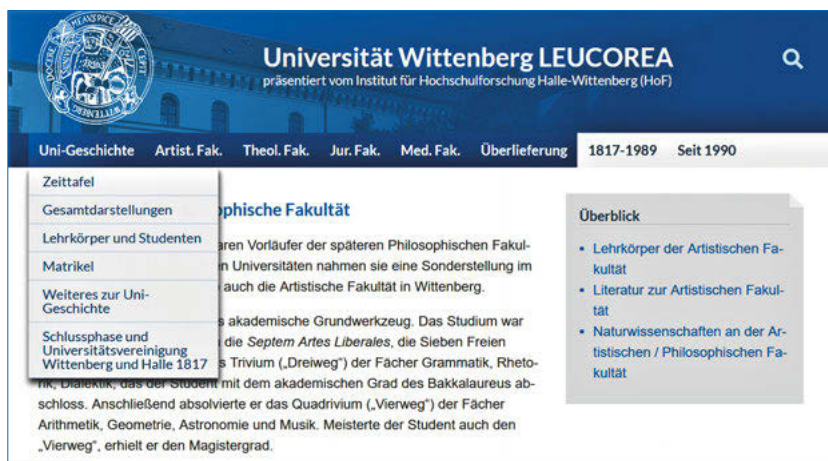 Universität Wittenberg LEUCOREA
präsentiert vom Institut für Hochschulforschung Halle-Wittenberg (HoF)
Uni-Geschichte Artist. Fak. Theol. Fak. Jur. Fak. Med. Fak. Überlieferung 1817-1989 Seit 1990
Zeittafel
Gesamtdarstellungen
Lehrkörper und Studenten
Matrikel
Weiteres zur Uni-
Geschichte
Schlussphase und
Universitätsvereinigung
Wittenberg und Halle 1817
phische Fakultät
aren Vorläufer der späteren Philosophischen Fakul-
n Universitäten nahmen sie eine Sonderstellung im
auch die Artistische Fakultät in Wittenberg.
s akademische Grundwerkzeug. Das Studium war
die Septem Artes Liberales, die Sieben Freien
s Trivium („Dreiweg") der Fächer Grammatik, Rheto-
rik, Dialektik, das der Student mit dem akademischen Grad des Bakkalaureus ab-
schloss. Anschließend absolvierte er das Quadrivium („Vierweg") der Fächer
Arithmetik, Geometrie, Astronomie und Musik. Meisterte der Student auch den
„Vierweg", erhielt er den Magistergrad.
Überblick
• Lehrkörper der Artistischen Fa-
kultät
• Literatur zur Artistischen Fakul-
tät
• Naturwissenschaften an der Ar-
tistischen / Philosophischen Fa-
kultät